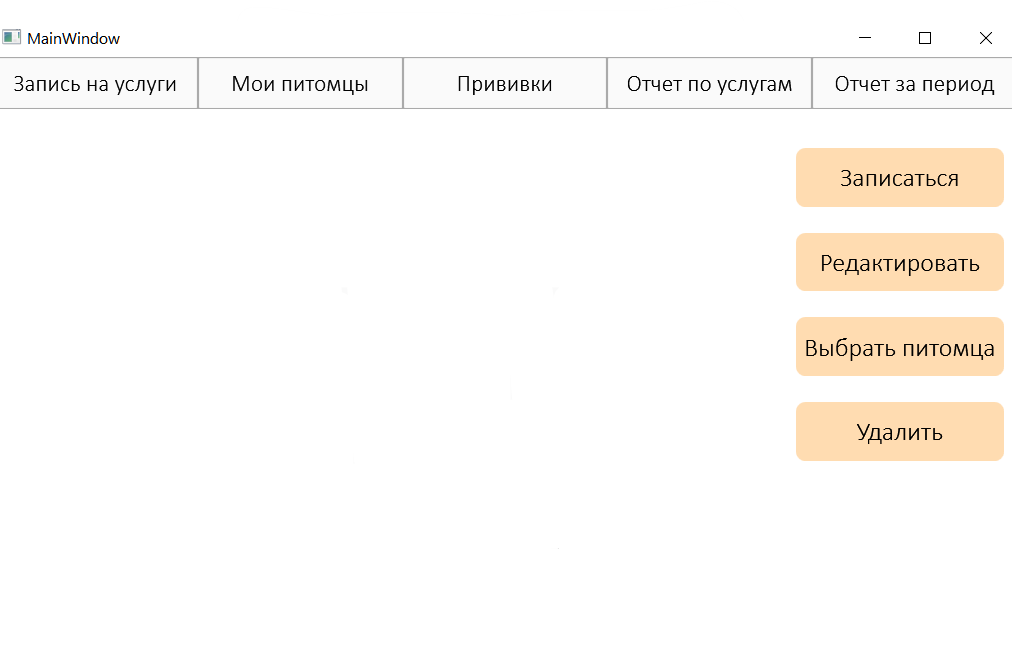 MainWindow
Запись на услуги
Мои питомцы
Прививки
Отчет по услугам
Отчет за период
Записаться
Редактировать
Выбрать питомца
Удалить